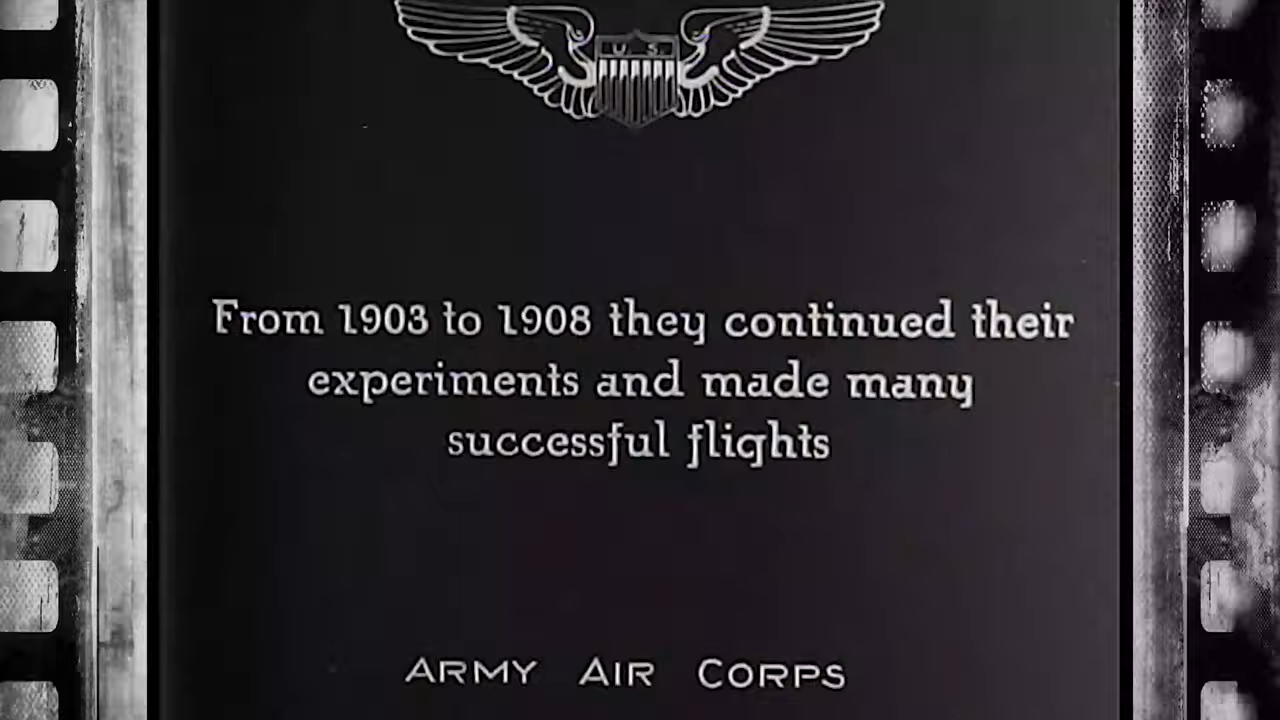 U. S.
From 1903 to 1908 they continued their
experiments and made many
successful flights
ARMY AIR CORPS